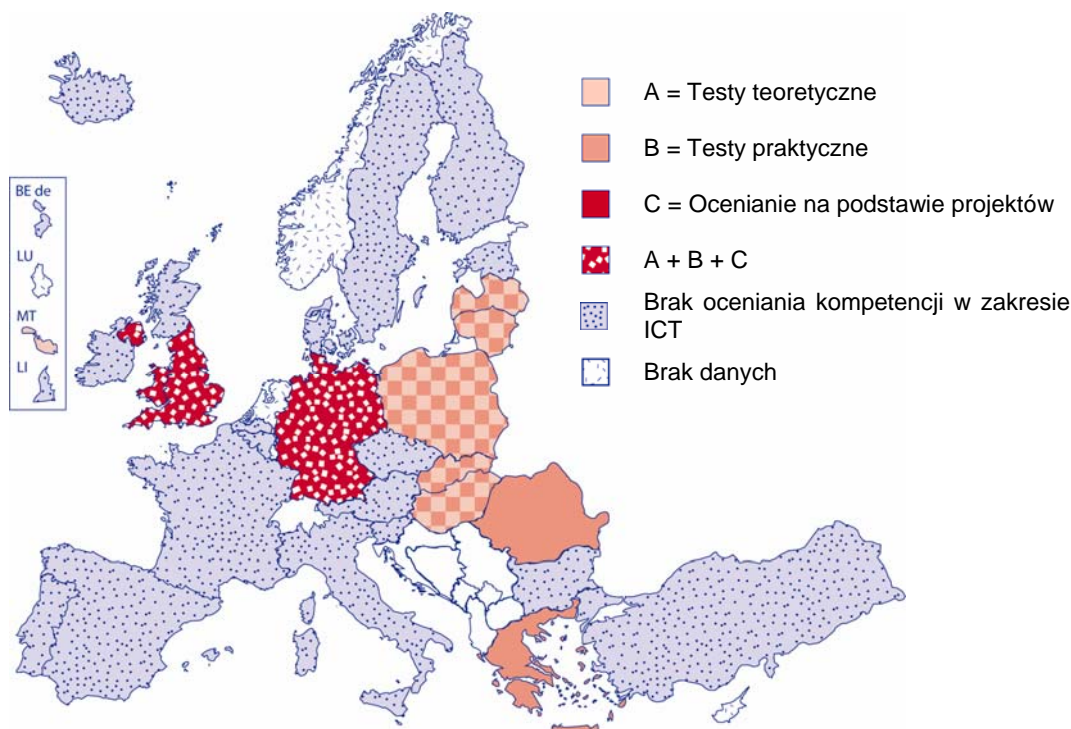 A = Testy teoretyczne
B = Testy praktyczne
C = Ocenianie na podstawie projektów
A + B + C
Brak oceniania kompetencji w zakresie
ICT
Brak danych
BE de
LU
MT
LI